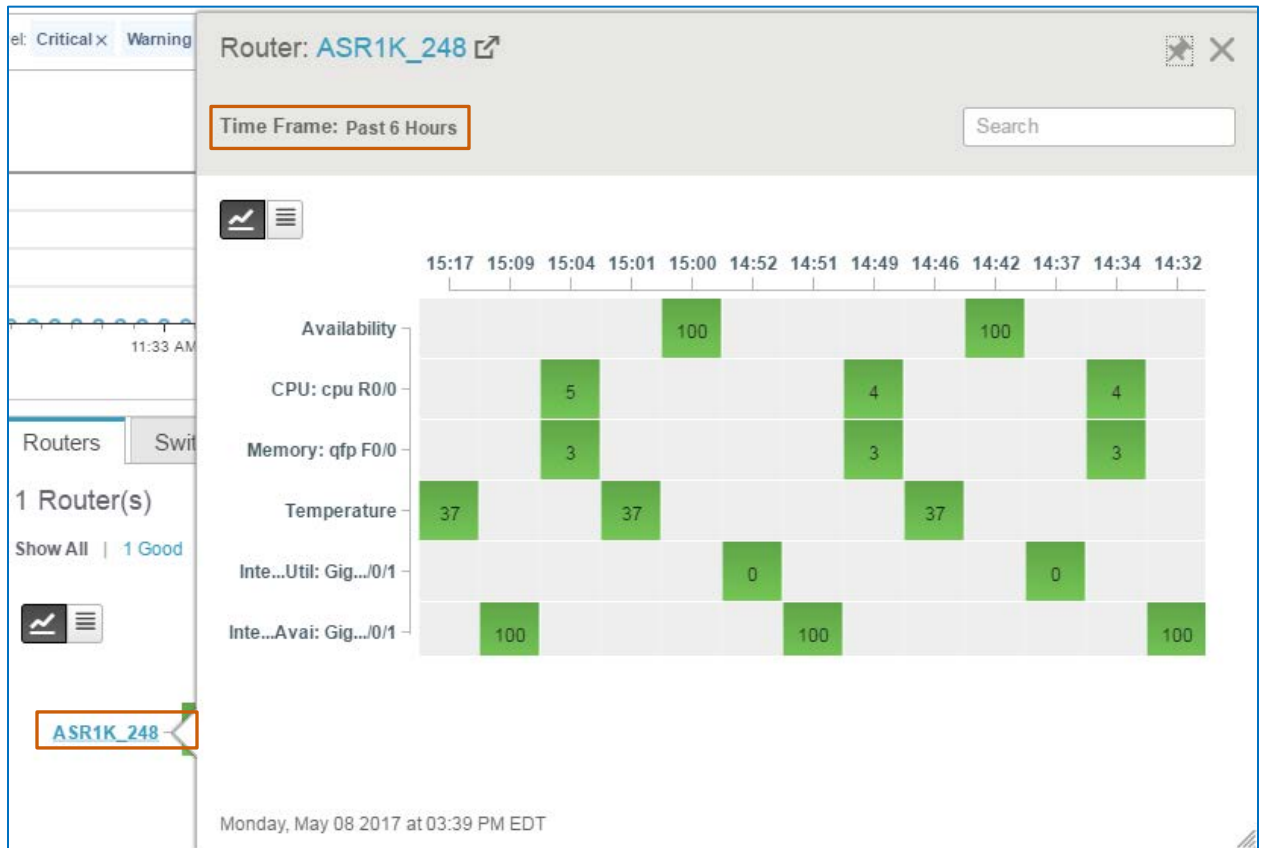 el: Critical × Warning
Router: ASR1K_248
Time Frame: Past 6 Hours
Search
15:17 15:09 15:04 15:01 15:00 14:52 14:51 14:49 14:46 14:42 14:37 14:34 14:32
Availability 100 100
CPU: cpu R0/0 5 4 4
Memory: qfp F0/0 3 3 3
Temperature 37 37 37
Inte...Util: Gig.../0/1 0 0
Inte...Avai: Gig.../0/1 100 100 100
11:33 AM
Routers Swit
1 Router(s)
Show All | 1 Good
ASR1K_248
Monday, May 08 2017 at 03:39 PM EDT